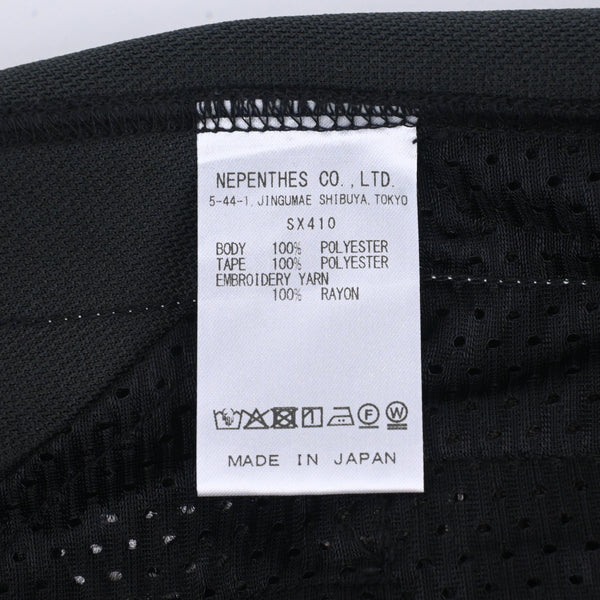 NEPENTHES CO.,LTD.
5-44-1, JINGUMAE SHIBUYA, TOKYO
SX410
BODY 100% POLYESTER
TAPE 100% POLYESTER
EMBROIDERY YARN
100% RAYON
F W
MADE IN JAPAN